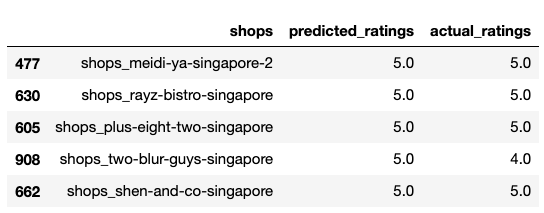 shops predicted_ratings actual_ratings
477 shops_meidi-ya-singapore-2 5.0 5.0
630 shops_rayz-bistro-singapore 5.0 5.0
605 shops_plus-eight-two-singapore 5.0 5.0
908 shops_two-blur-guys-singapore 5.0 4.0
662 shops_shen-and-co-singapore 5.0 5.0